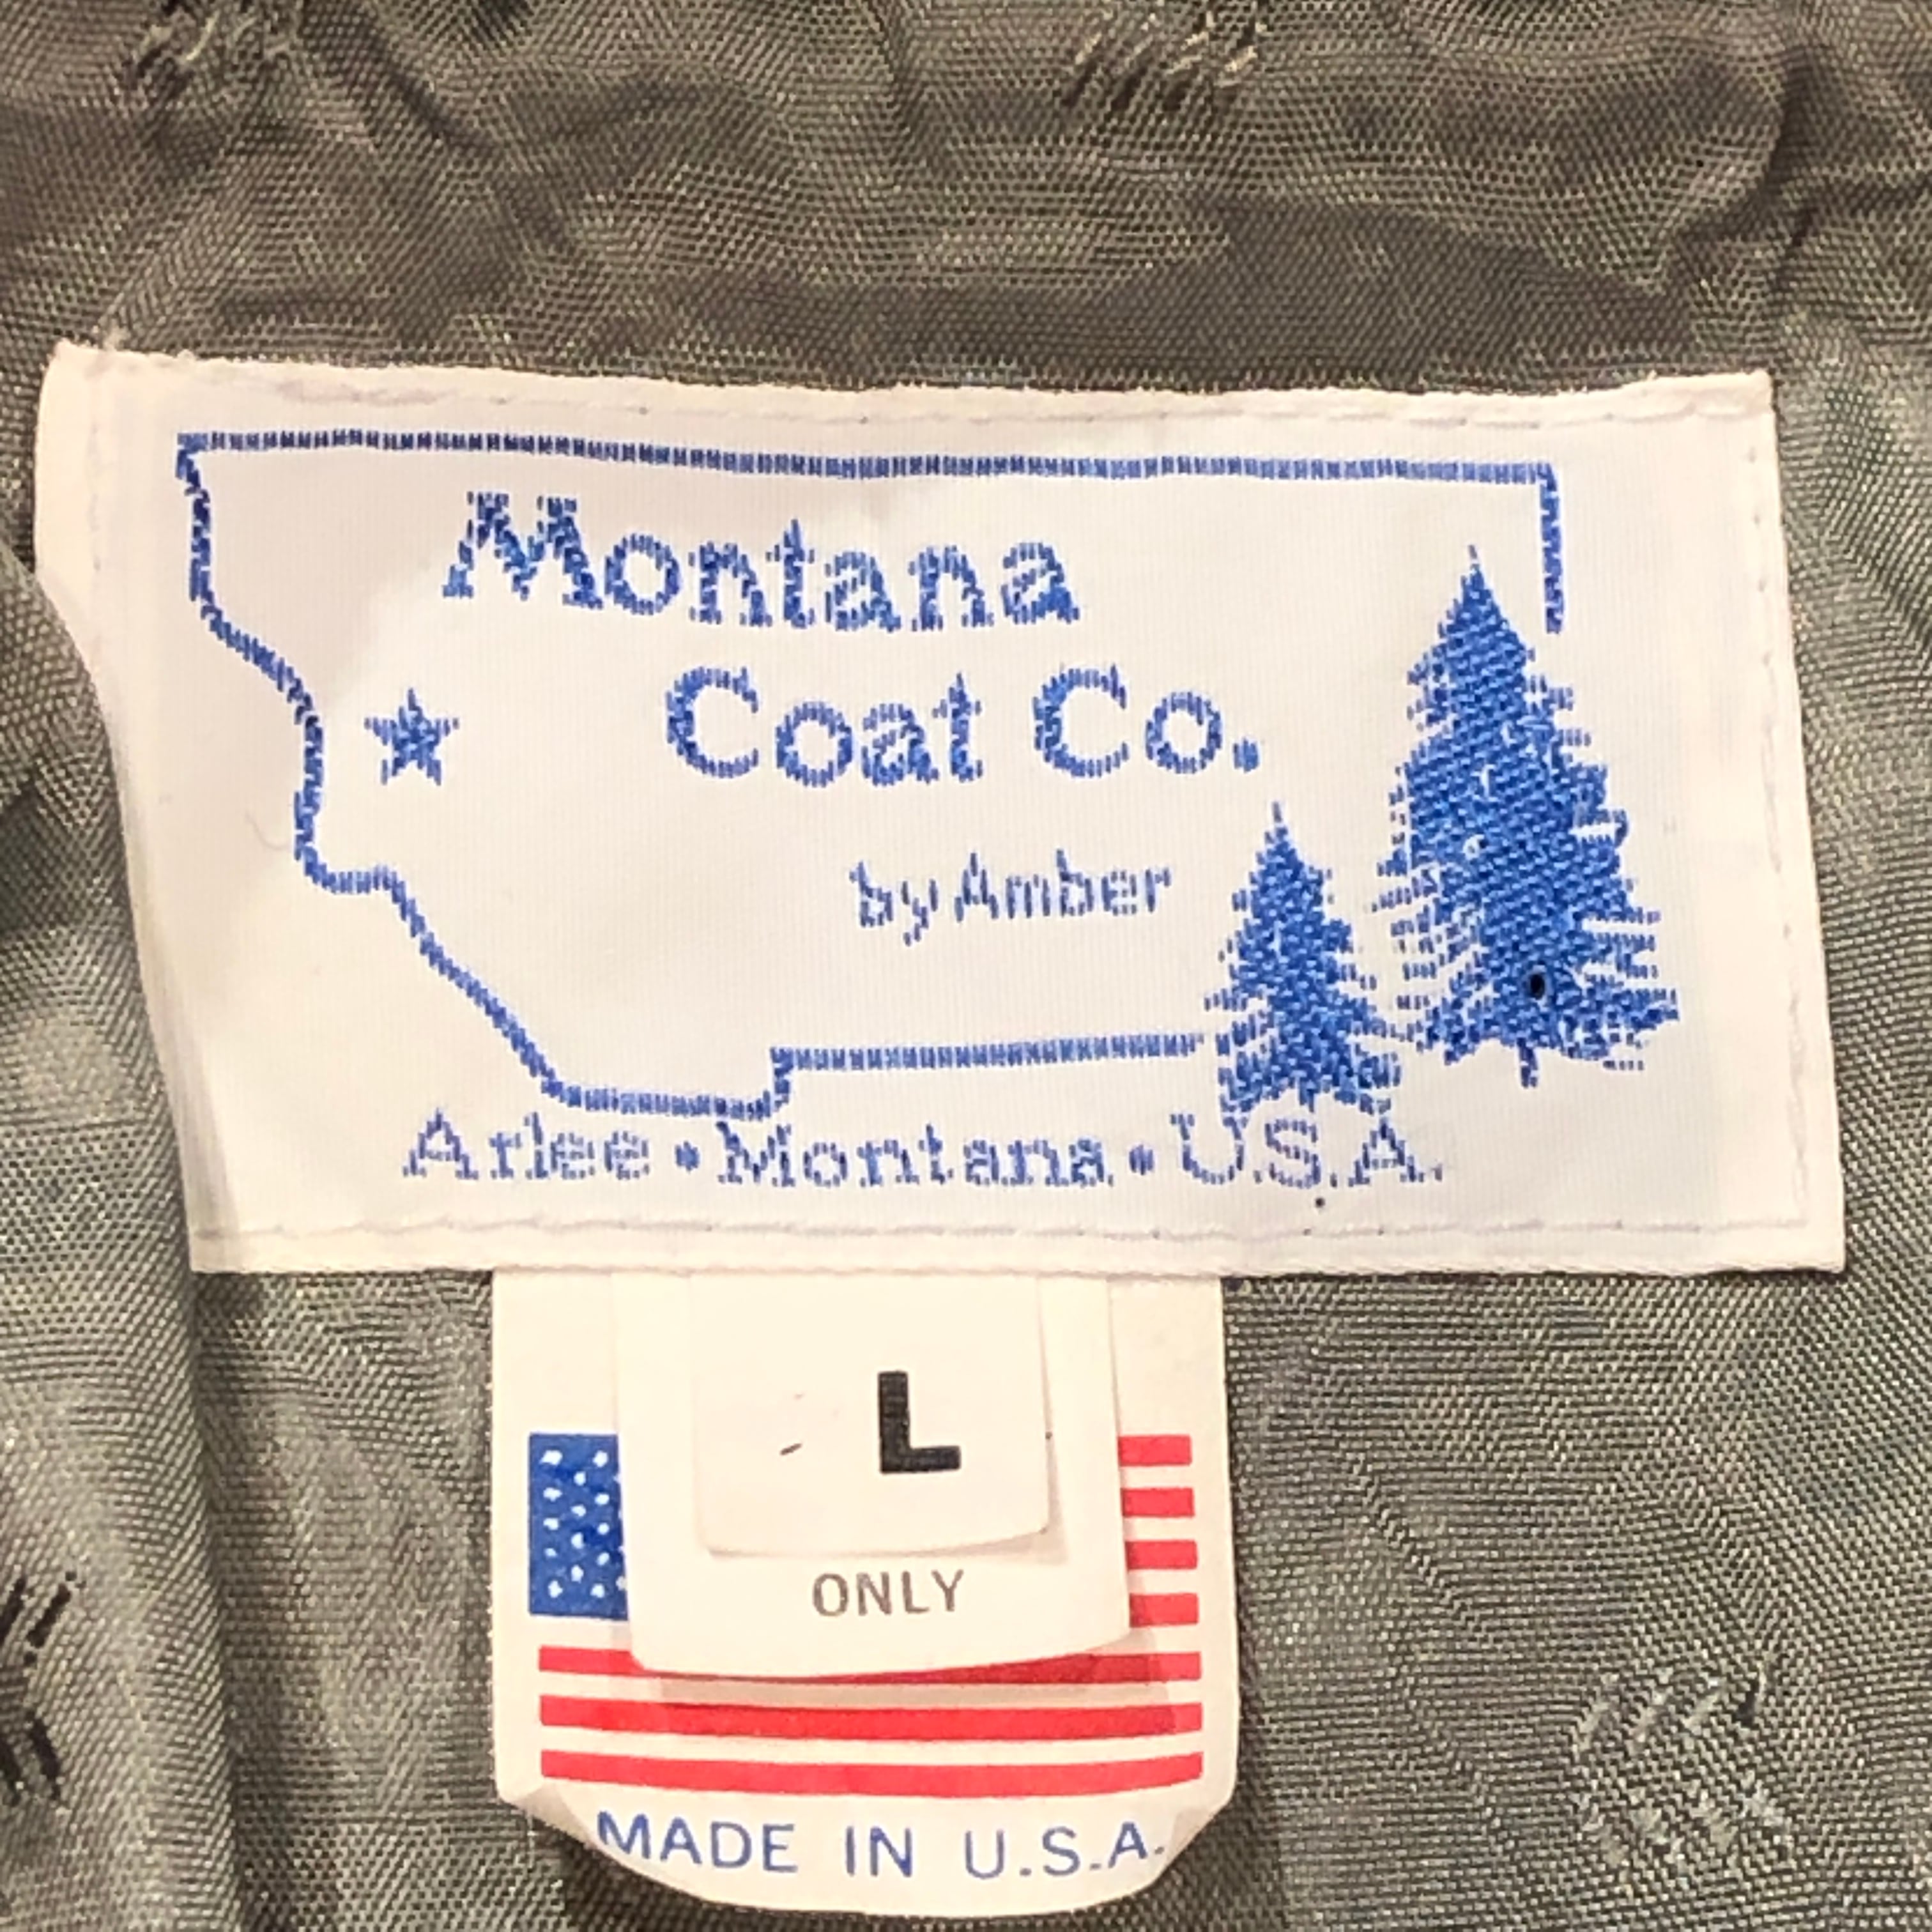 Montana
Coat Co.
by Amber
Arlee • Montana • U.S.A.
L
ONLY
MADE IN U.S.A.